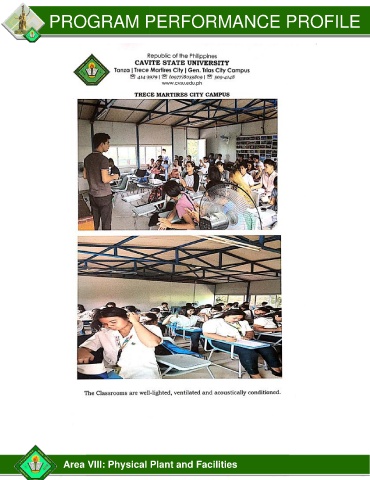 PROGRAM PERFORMANCE PROFILE
Republic of the Philippines
CAVITE STATE UNIVERSITY
Tanza | Trece Martires City | Gen. Trias City Campus
www.cvsu.edu.ph
TRECE MARTIRES CITY CAMPUS
The Classrooms are well-lighted, ventilated and acoustically conditioned.
Area VIII: Physical Plant and Facilities